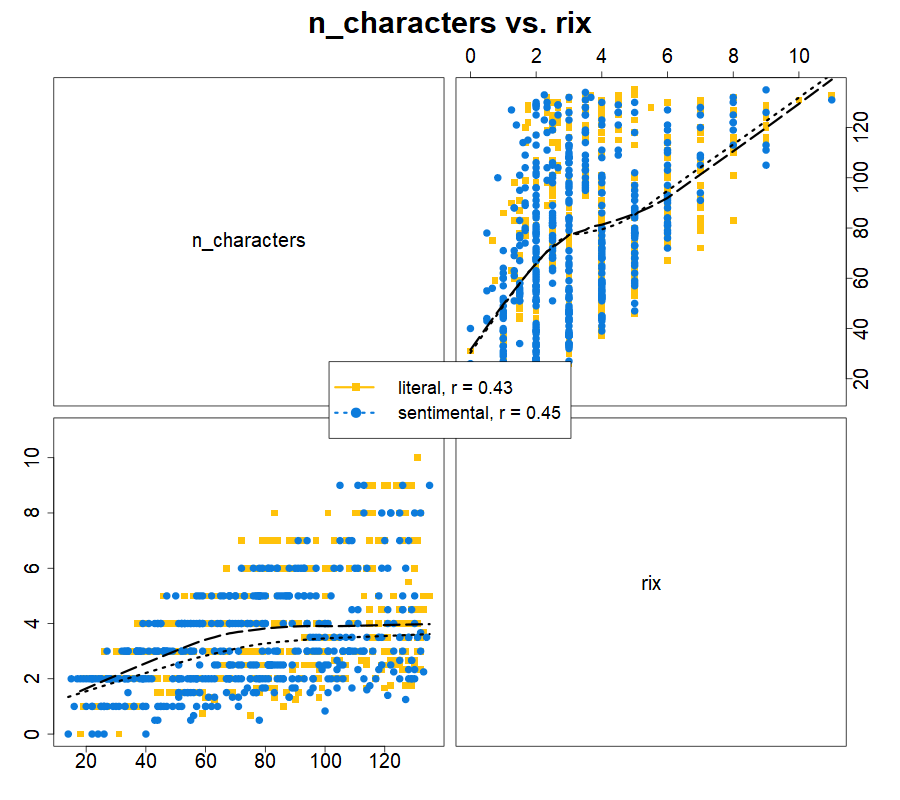 n_characters vs. rix
0 2 4 6 8 10
n_characters
20 40 60 80 100 120
literal, r = 0.43
sentimental, r = 0.45
0 2 4 6 8 10
rix
20 40 60 80 100 120